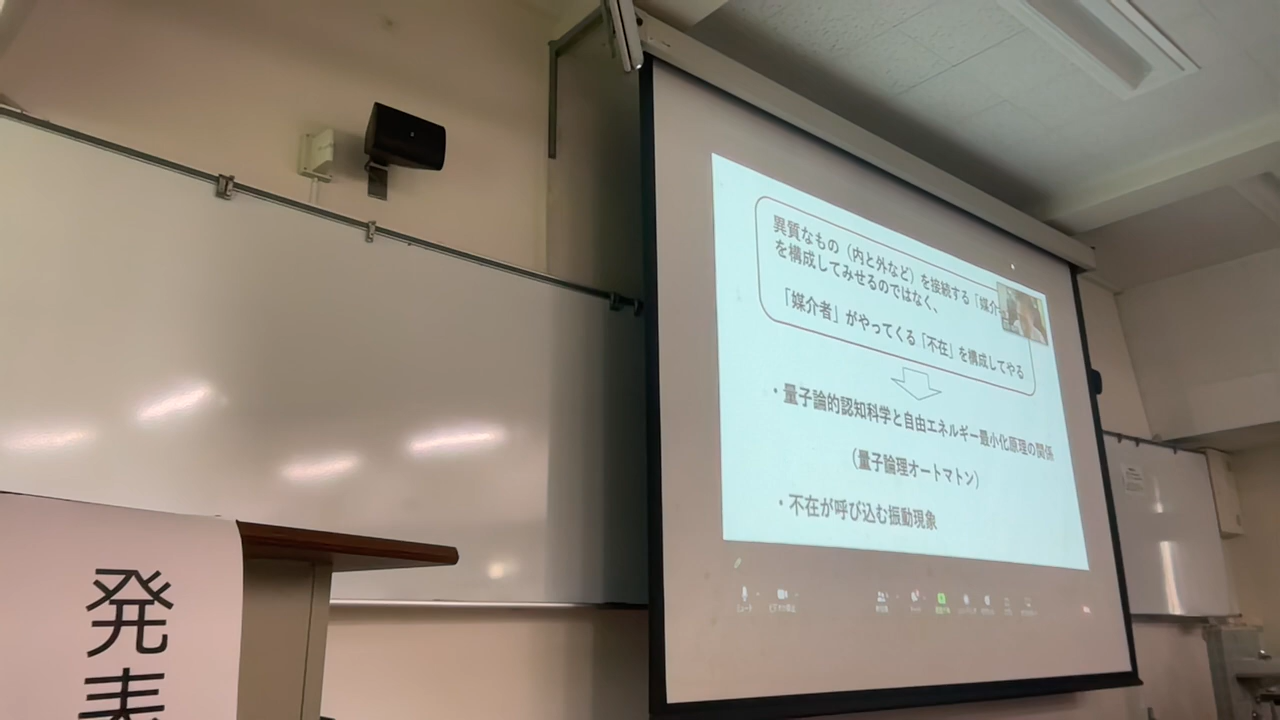 異質なもの（内と外など）を接続する「媒介
を構成してみせるのではなく、
「媒介者」がやってくる「不在」を構成してやる
・量子論的認知科学と自由エネルギー最小化原理の関係
（量子論理オートマトン）
・不在が呼び込む振動現象
発表